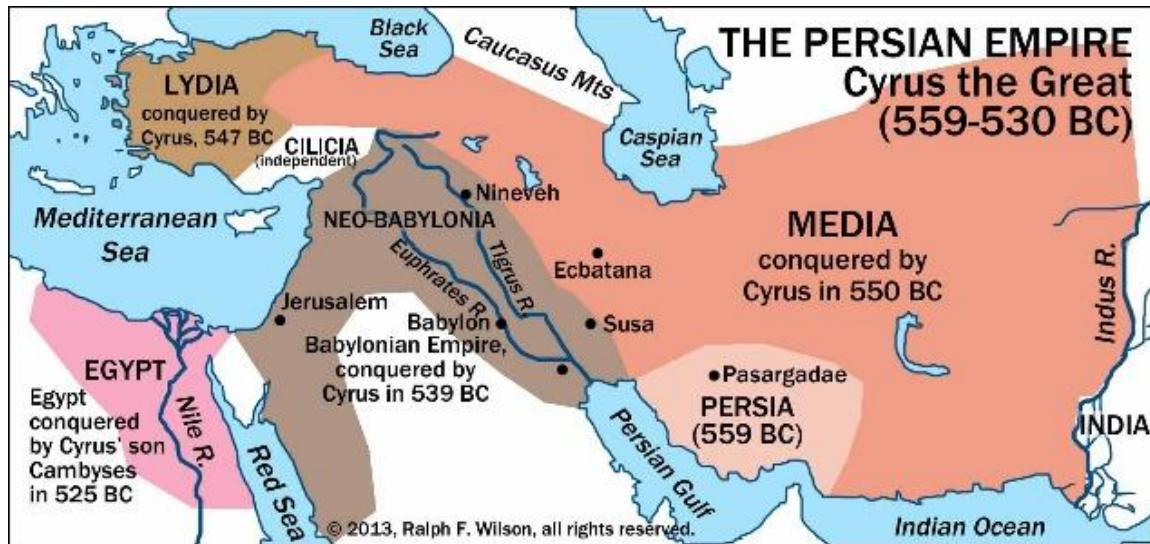 THE PERSIAN EMPIRE
Cyrus the Great
(559-530 BC)
Black
Sea
Caucasus Mts
Caspian
Sea
LYDIA
conquered by
Cyrus, 547 BC
CILICIA
(independent)
Mediterranean
Sea
NEO-BABYLONIA
Nineveh
Tigrus R.
Euphrates R.
Ecbatana
MEDIA
conquered by
Cyrus in 550 BC
Indus R.
Jerusalem
Babylon
Babylonian Empire,
conquered by
Cyrus in 539 BC
Susa
Pasargadae
PERSIA
(559 BC)
INDIA
EGYPT
Egypt
conquered
by Cyrus' son
Cambyses
in 525 BC
Nile R.
Red Sea
Persian Gulf
Indian Ocean
© 2013, Ralph F. Wilson, all rights reserved.